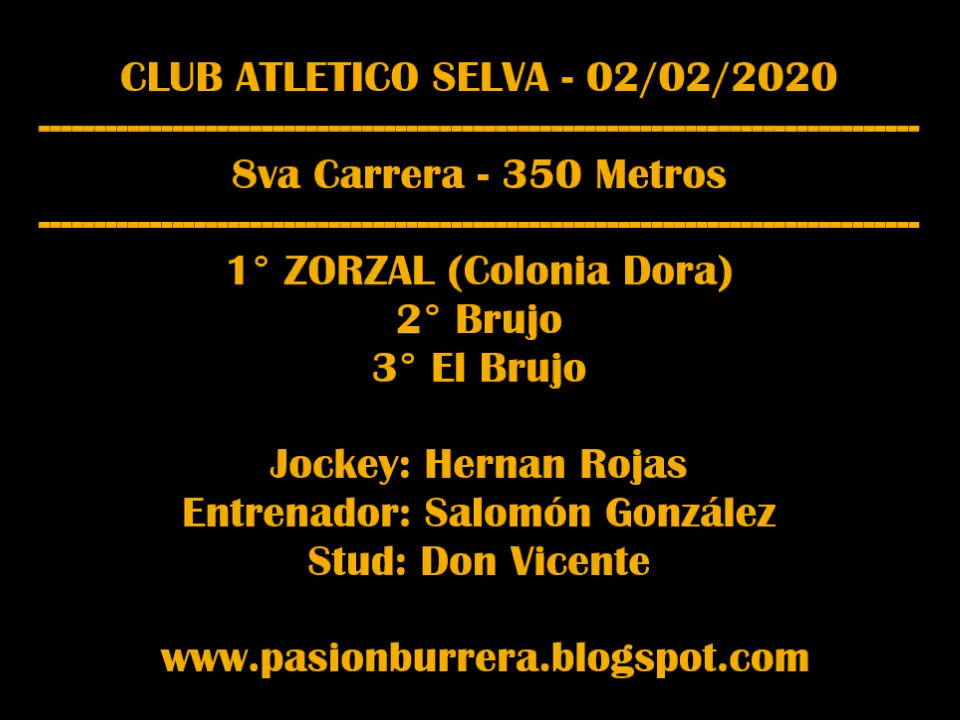 CLUB ATLETICO SELVA - 02/02/2020
--------------------------------------------------------------------------------
8va Carrera - 350 Metros
--------------------------------------------------------------------------------
1° ZORZAL (Colonia Dora)
2° Brujo
3° El Brujo
Jockey: Hernan Rojas
Entrenador: Salomón González
Stud: Don Vicente
www.pasionburrera.blogspot.com